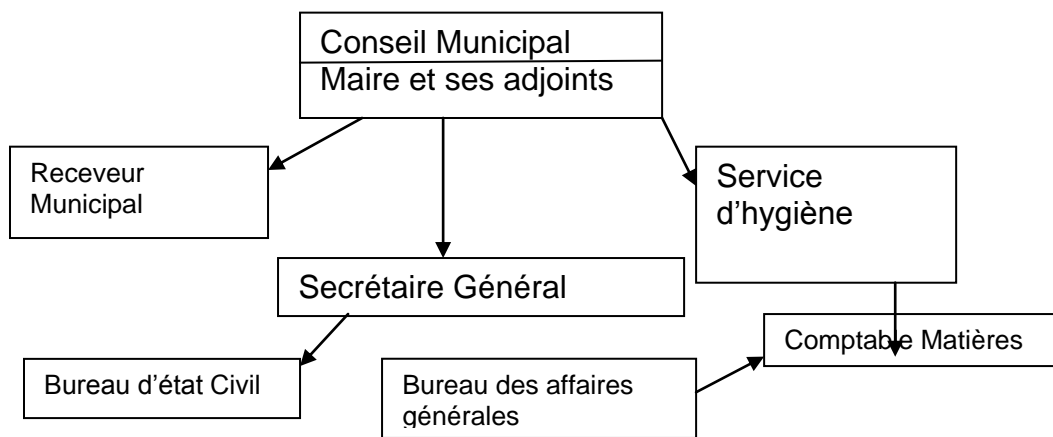 Conseil Municipal
Maire et ses adjoints
Receveur
Municipal
Service
d’hygiène
Secrétaire Général
Comptable Matières
Bureau d’état Civil
Bureau des affaires
générales